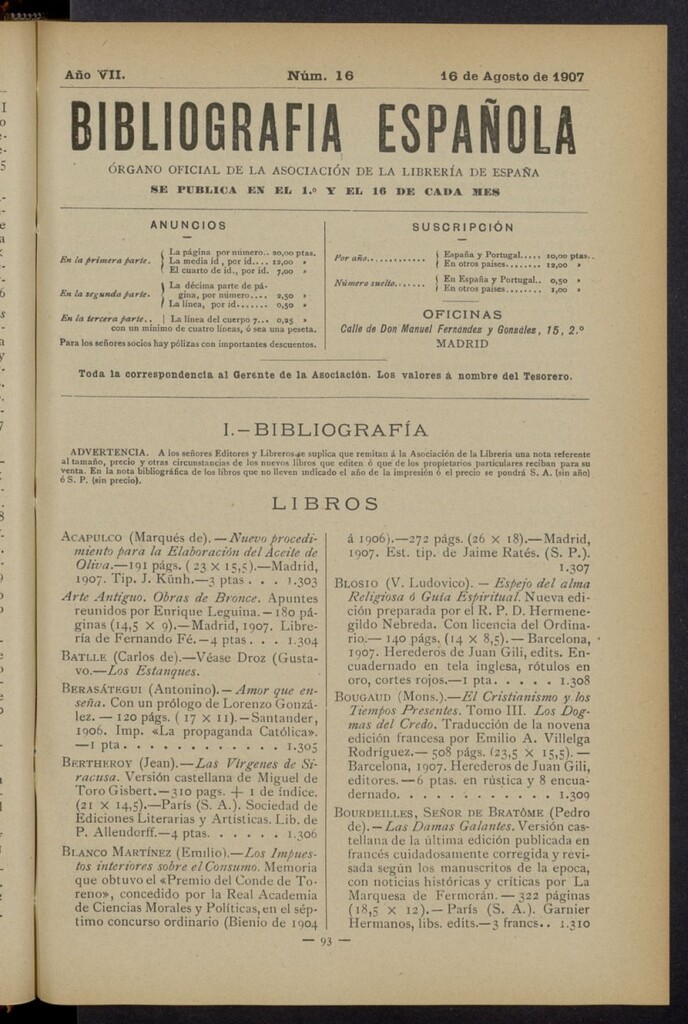 Año VII. Núm. 16 16 de Agosto de 1907
BIBLIOGRAFIA ESPAÑOLA
ÓRGANO OFICIAL DE LA ASOCIACIÓN DE LA LIBRERÍA DE ESPAÑA
SE PUBLICA EN EL 1.º Y EL 16 DE CADA MES
ANUNCIOS
En la primera parte. { La página por número.. 20,00 ptas.
La media id , por id.... 12,00 »
El cuarto de id., por id. 7,00 »
En la segunda parte. { La décima parte de pá-
gina, por número.... 2,50 »
La línea, por id....... 0,50 »
En la tercera parte.. | La línea del cuerpo 7... 0,25 »
con un mínimo de cuatro líneas, ó sea una peseta.
Para los señores socios hay pólizas con importantes descuentos.
SUSCRIPCIÓN
Por año............ { España y Portugal..... 10,00 ptas..
En otros países........ 12,00 »
Número suelto........ { En España y Portugal.. 0,50 »
En otros países........ 1,00 »
OFICINAS
Calle de Don Manuel Fernández y González, 15, 2.º
MADRID
Toda la correspondencia al Gerente de la Asociación. Los valores á nombre del Tesorero.
I.–BIBLIOGRAFÍA
ADVERTENCIA. A los señores Editores y Libreros se suplica que remitan á la Asociación de la Librería una nota referente
al tamaño, precio y otras circunstancias de los nuevos libros que editen ó que de los propietarios particulares reciban para su
venta. En la nota bibliográfica de los libros que no lleven indicado el año de la impresión ó el precio se pondrá S. A. (sin año)
ó S. P. (sin precio).
LIBROS
ACAPULCO (Marqués de).—Nuevo procedi-
miento para la Elaboración del Aceite de
Oliva.—191 págs. ( 23 × 15,5).—Madrid,
1907. Tip. J. Künh.—3 ptas . . . 1.303
Arte Antiguo. Obras de Bronce. Apuntes
reunidos por Enrique Leguina.—180 pá-
ginas (14,5 × 9).—Madrid, 1907. Libre-
ría de Fernando Fé.—4 ptas. . . 1.304
BATLLE (Carlos de).—Véase Droz (Gusta-
vo.—Los Estanques.
BERASÁTEGUI (Antonino).—Amor que en-
seña. Con un prólogo de Lorenzo Gonzá-
lez. — 120 págs. ( 17 × 11).—Santander,
1906. Imp. «La propaganda Católica».
—1 pta . . . . . . . . . . . . 1.305
BERTHEROY (Jean).—Las Vírgenes de Si-
racusa. Versión castellana de Miguel de
Toro Gisbert.—310 pags. + 1 de índice.
(21 × 14,5).—París (S. A.). Sociedad de
Ediciones Literarias y Artísticas. Lib. de
P. Allendorff.—4 ptas. . . . . . 1.306
BLANCO MARTÍNEZ (Emilio).—Los Impues-
tos interiores sobre el Consumo. Memoria
que obtuvo el «Premio del Conde de To-
reno», concedido por la Real Academia
de Ciencias Morales y Políticas, en el sép-
timo concurso ordinario (Bienio de 1904
á 1906).—272 págs. (26 × 18).—Madrid,
1907. Est. tip. de Jaime Ratés. (S. P.).
1.307
BLOSIO (V. Ludovico). — Espejo del alma
Religiosa ó Guía Espiritual. Nueva edi-
ción preparada por el R. P. D. Hermene-
gildo Nebreda. Con licencia del Ordina-
rio.— 140 págs, (14 × 8,5).— Barcelona,
1907. Herederos de Juan Gili, edits. En-
cuadernado en tela inglesa, rótulos en
oro, cortes rojos.—1 pta. . . . . 1.308
BOUGAUD (Mons.).—El Cristianismo y los
Tiempos Presentes. Tomo III. Los Dog-
mas del Credo. Traducción de la novena
edición francesa por Emilio A. Villelga
Rodríguez.— 508 págs. (23,5 × 15,5).—
Barcelona, 1907. Herederos de Juan Gili,
editores.—6 ptas. en rústica y 8 encua-
dernado. . . . . . . . . . . 1.309
BOURDEILLES, SEÑOR DE BRATÔME (Pedro
de).—Las Damas Galantes. Versión cas-
tellana de la última edición publicada en
francés cuidadosamente corregida y revi-
sada según los manuscritos de la epoca,
con noticias históricas y críticas por La
Marquesa de Fermorán.— 322 páginas
(18,5 × 12).— París (S. A.). Garnier
Hermanos, libs. edits.—3 francs.. 1.310
— 93 —